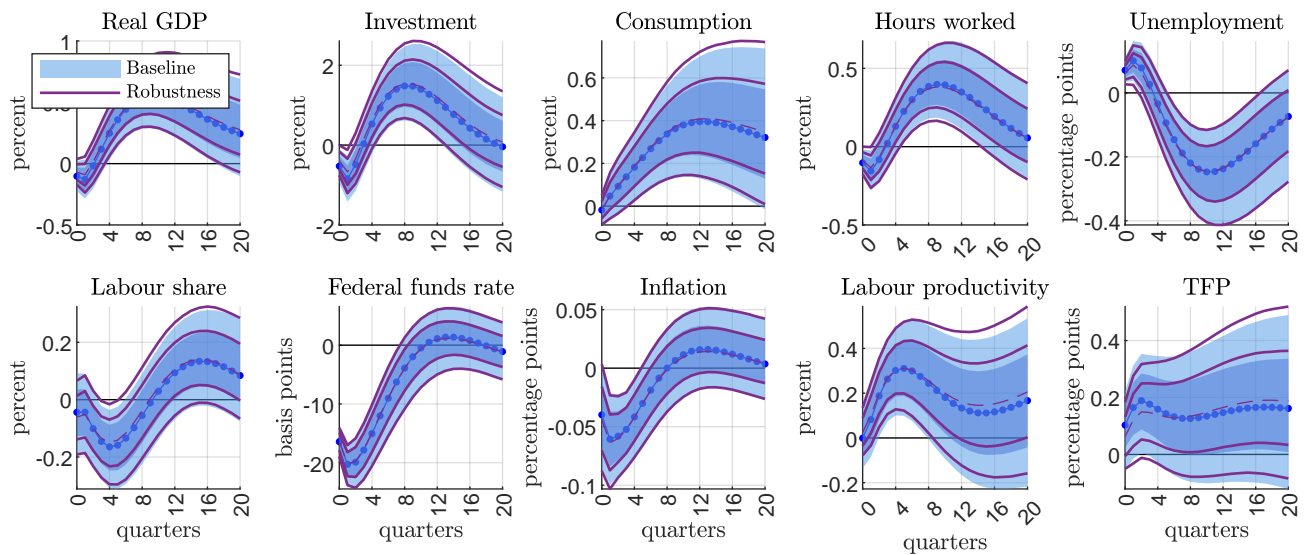 Real GDP
Investment
Consumption
Hours worked
Unemployment
percent
1
0
-0.5
0 4 8 12 16 20
Baseline
Robustness
percent
2
0
-2
0 4 8 12 16 20
percent
0.6
0.4
0.2
0
0 4 8 12 16 20
percent
0.5
0
-0.5
0 4 8 12 16 20
percentage points
0
-0.2
-0.4
0 4 8 12 16 20
Labour share
Federal funds rate
Inflation
Labour productivity
TFP
percent
0.2
0
-0.2
0 4 8 12 16 20
quarters
basis points
0
-10
-20
0 4 8 12 16 20
quarters
percentage points
0.05
0
-0.05
-0.1
0 4 8 12 16 20
quarters
percent
0.4
0.2
0
-0.2
0 4 8 12 16 20
quarters
percentage points
0.4
0.2
0
0 4 8 12 16 20
quarters